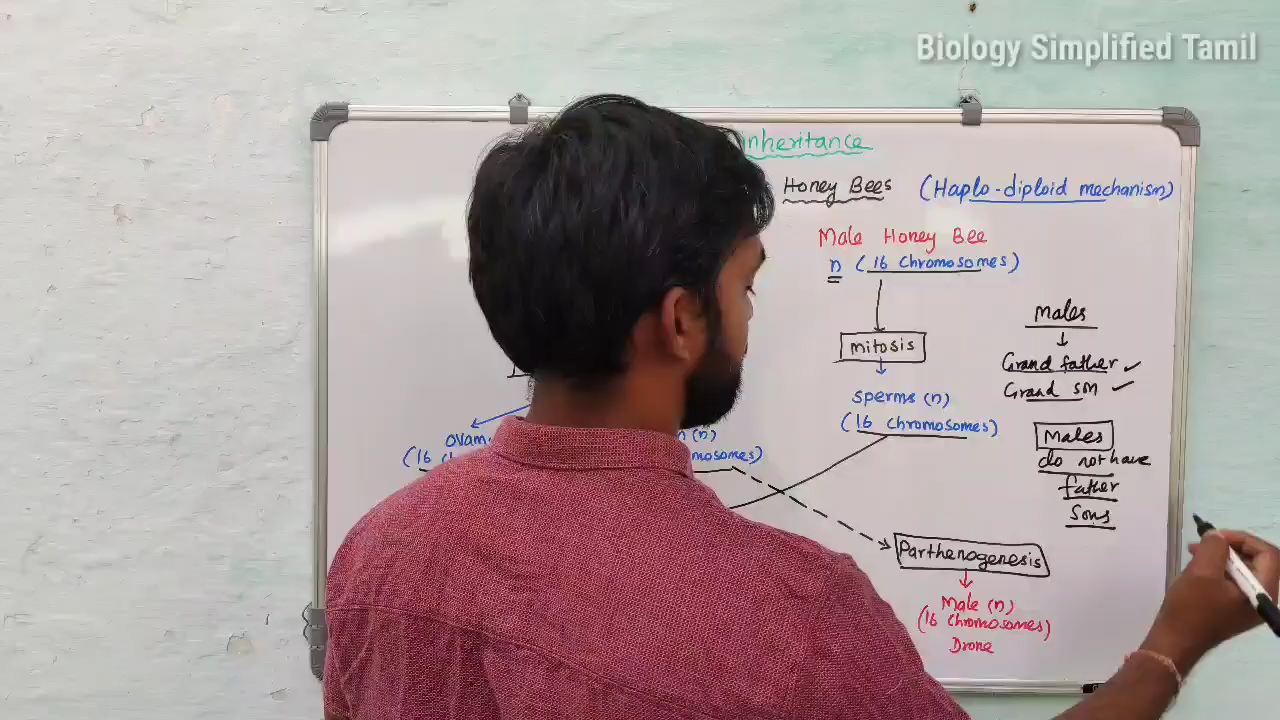 Biology Simplified Tamil
inheritance
Honey Bees (Haplo-diploid mechanism)
Male Honey Bee
n (16 Chromosomes)
mitosis
Sperms (n)
(16 chromosomes)
Males
Grand father ✓
Grand son ✓
Males
do not have
father
Sons
(n)
(16
Parthenogenesis
Male (n)
(16 Chromosomes)
Drone